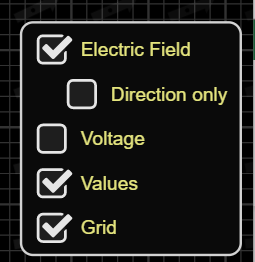 Electric Field
Direction only
Voltage
Values
Grid